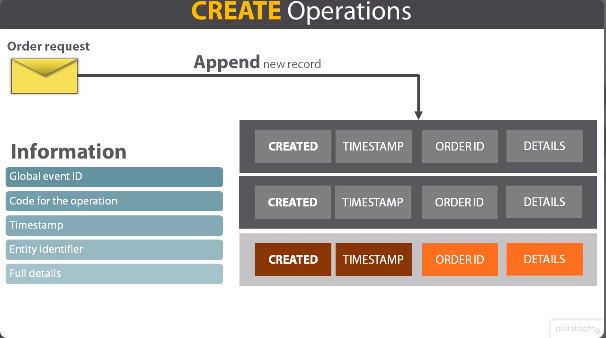 CREATE Operations
Order request
Append new record
Information
Global event ID
Code for the operation
Timestamp
Entity identifier
Full details
CREATED TIMESTAMP ORDER ID DETAILS
CREATED TIMESTAMP ORDER ID DETAILS
CREATED TIMESTAMP ORDER ID DETAILS
pluralsight